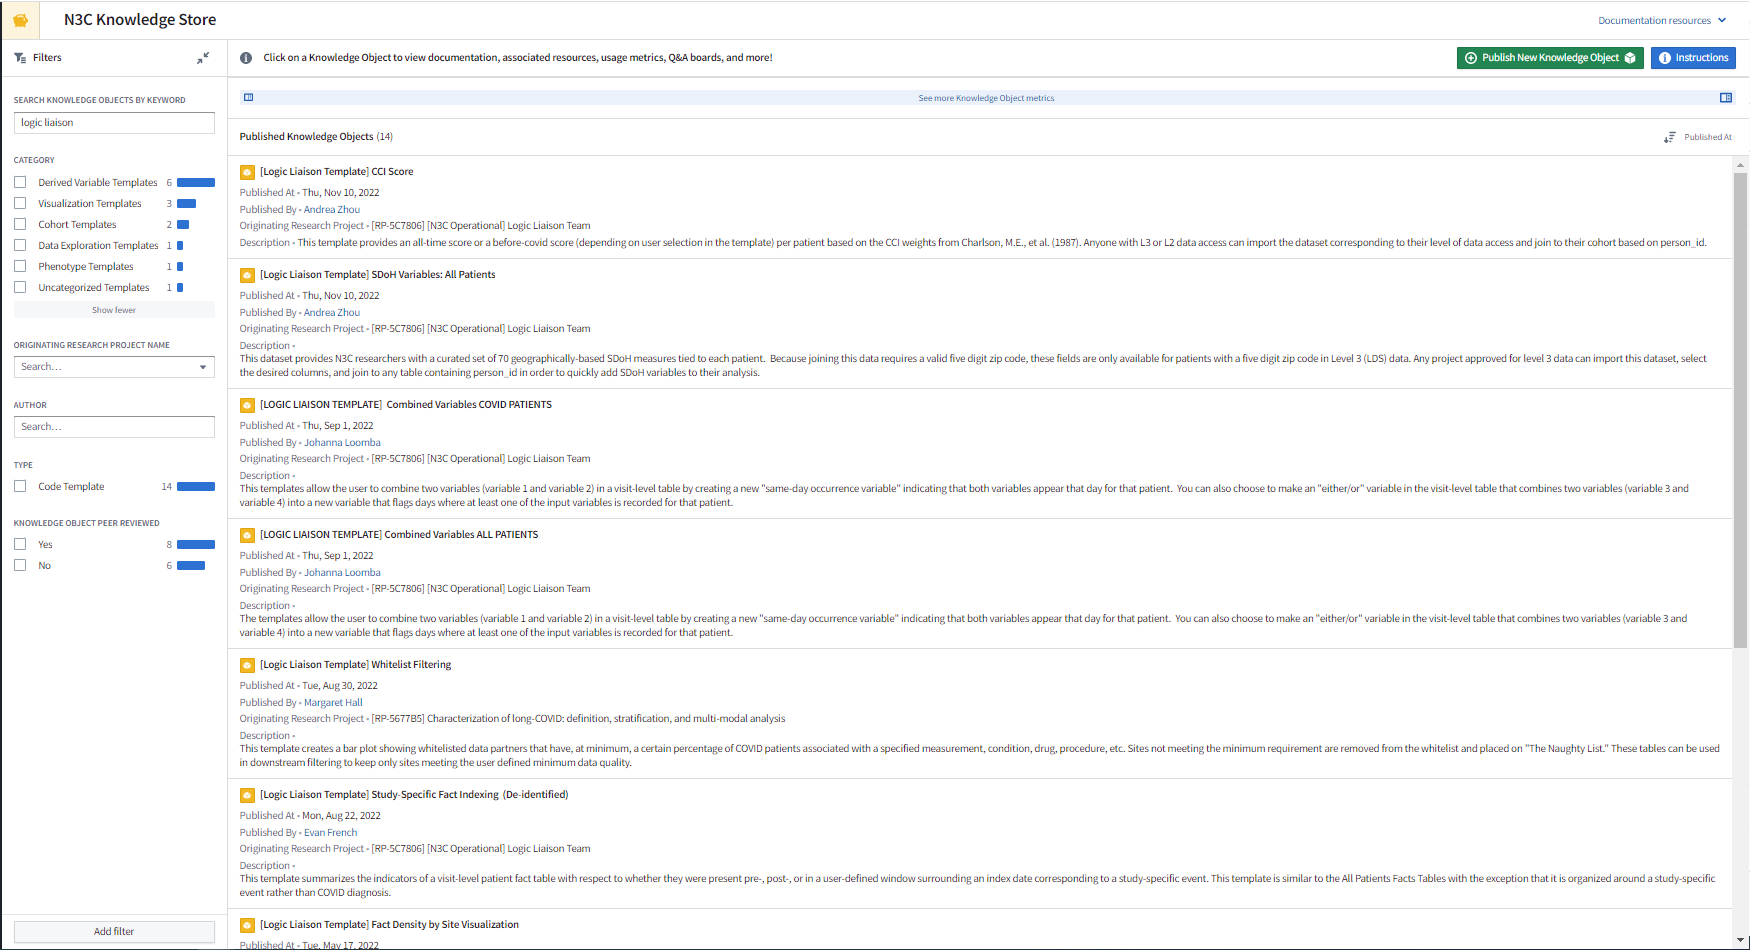 N3C Knowledge Store
Documentation resources
Filters
Click on a Knowledge Object to view documentation, associated resources, usage metrics, Q&A boards, and more!
Publish New Knowledge Object
Instructions
SEARCH KNOWLEDGE OBJECTS BY KEYWORD
logic liaison
CATEGORY
Derived Variable Templates 6
Visualization Templates 3
Cohort Templates 2
Data Exploration Templates 1
Phenotype Templates 1
Uncategorized Templates 1
Show fewer
ORIGINATING RESEARCH PROJECT NAME
Search...
AUTHOR
Search...
TYPE
Code Template 14
KNOWLEDGE OBJECT PEER REVIEWED
Yes 8
No 6
Add filter
See more Knowledge Object metrics
Published Knowledge Objects (14)
Published At
[Logic Liaison Template] CCI Score
Published At • Thu, Nov 10, 2022
Published By • Andrea Zhou
Originating Research Project • [RP-5C7806] [N3C Operational] Logic Liaison Team
Description • This template provides an all-time score or a before-covid score (depending on user selection in the template) per patient based on the CCI weights from Charlson, M.E., et al. (1987). Anyone with L3 or L2 data access can import the dataset corresponding to their level of data access and join to their cohort based on person_id.
[Logic Liaison Template] SDoH Variables: All Patients
Published At • Thu, Nov 10, 2022
Published By • Andrea Zhou
Originating Research Project • [RP-5C7806] [N3C Operational] Logic Liaison Team
Description •
This dataset provides N3C researchers with a curated set of 70 geographically-based SDoH measures tied to each patient. Because joining this data requires a valid five digit zip code, these fields are only available for patients with a five digit zip code in Level 3 (LDS) data. Any project approved for level 3 data can import this dataset, select
the desired columns, and join to any table containing person_id in order to quickly add SDoH variables to their analysis.
[LOGIC LIAISON TEMPLATE] Combined Variables COVID PATIENTS
Published At • Thu, Sep 1, 2022
Published By • Johanna Loomba
Originating Research Project • [RP-5C7806] [N3C Operational] Logic Liaison Team
Description •
This templates allow the user to combine two variables (variable 1 and variable 2) in a visit-level table by creating a new "same-day occurrence variable" indicating that both variables appear that day for that patient. You can also choose to make an "either/or" variable in the visit-level table that combines two variables (variable 3 and
variable 4) into a new variable that flags days where at least one of the input variables is recorded for that patient.
[LOGIC LIAISON TEMPLATE] Combined Variables ALL PATIENTS
Published At • Thu, Sep 1, 2022
Published By • Johanna Loomba
Originating Research Project • [RP-5C7806] [N3C Operational] Logic Liaison Team
Description •
The templates allow the user to combine two variables (variable 1 and variable 2) in a visit-level table by creating a new "same-day occurrence variable" indicating that both variables appear that day for that patient. You can also choose to make an "either/or" variable in the visit-level table that combines two variables (variable 3 and
variable 4) into a new variable that flags days where at least one of the input variables is recorded for that patient.
[Logic Liaison Template] Whitelist Filtering
Published At • Tue, Aug 30, 2022
Published By • Margaret Hall
Originating Research Project • [RP-5677B5] Characterization of long-COVID: definition, stratification, and multi-modal analysis
Description •
This template creates a bar plot showing whitelisted data partners that have, at minimum, a certain percentage of COVID patients associated with a specified measurement, condition, drug, procedure, etc. Sites not meeting the minimum requirement are removed from the whitelist and placed on "The Naughty List." These tables can be used
in downstream filtering to keep only sites meeting the user defined minimum data quality.
[Logic Liaison Template] Study-Specific Fact Indexing (De-identified)
Published At • Mon, Aug 22, 2022
Published By • Evan French
Originating Research Project • [RP-5C7806] [N3C Operational] Logic Liaison Team
Description •
This template summarizes the indicators of a visit-level patient fact table with respect to whether they were present pre-, post-, or in a user-defined window surrounding an index date corresponding to a study-specific event. This template is similar to the All Patients Facts Tables with the exception that it is organized around a study-specific
event rather than COVID diagnosis.
[Logic Liaison Template] Fact Density by Site Visualization
Published At • Tue, May 17, 2022